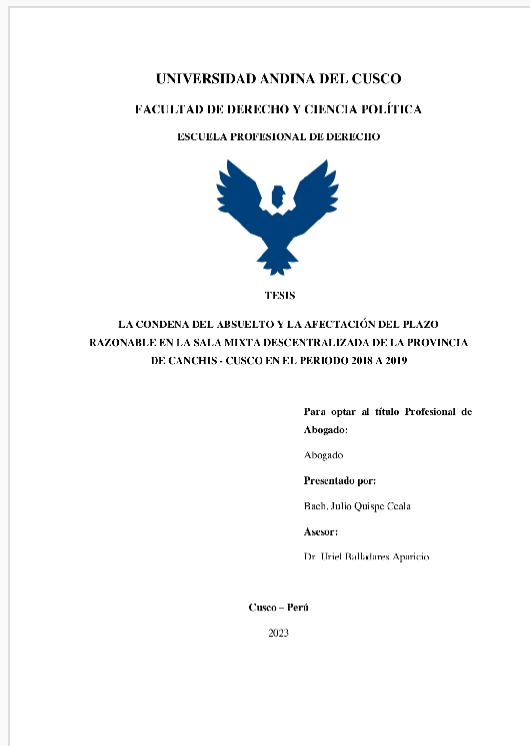 UNIVERSIDAD ANDINA DEL CUSCO
FACULTAD DE DERECHO Y CIENCIA POLÍTICA
ESCUELA PROFESIONAL DE DERECHO
TESIS
LA CONDENA DEL ABSUELTO Y LA AFECTACIÓN DEL PLAZO
RAZONABLE EN LA SALA MIXTA DESCENTRALIZADA DE LA PROVINCIA
DE CANCHIS - CUSCO EN EL PERIODO 2018 A 2019
Para optar al título Profesional de
Abogado:
Abogado
Presentado por:
Bach. Julio Quispe Ccala
Asesor:
Dr. Uriel Balladares Aparicio
Cusco – Perú
2023